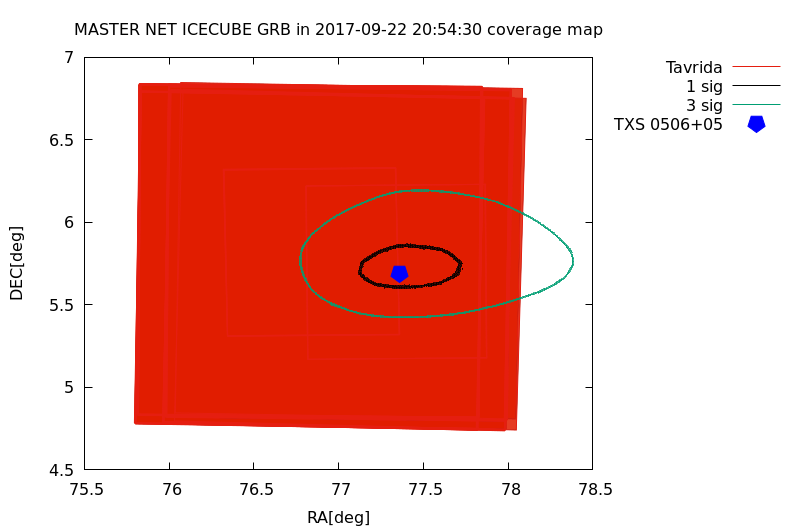 MASTER NET ICECUBE GRB in 2017-09-22 20:54:30 coverage map
Tavrida
1 sig
3 sig
TXS 0506+05
DEC[deg]
7
6.5
6
5.5
5
4.5
75.5 76 76.5 77 77.5 78 78.5
RA[deg]